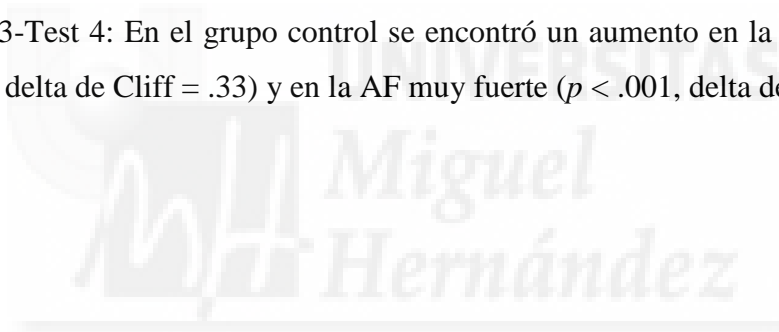 3-Test 4: En el grupo control se encontró un aumento en la
delta de Cliff = .33) y en la AF muy fuerte (p < .001, delta de
UNIVERSITAS
Miguel
Hernández